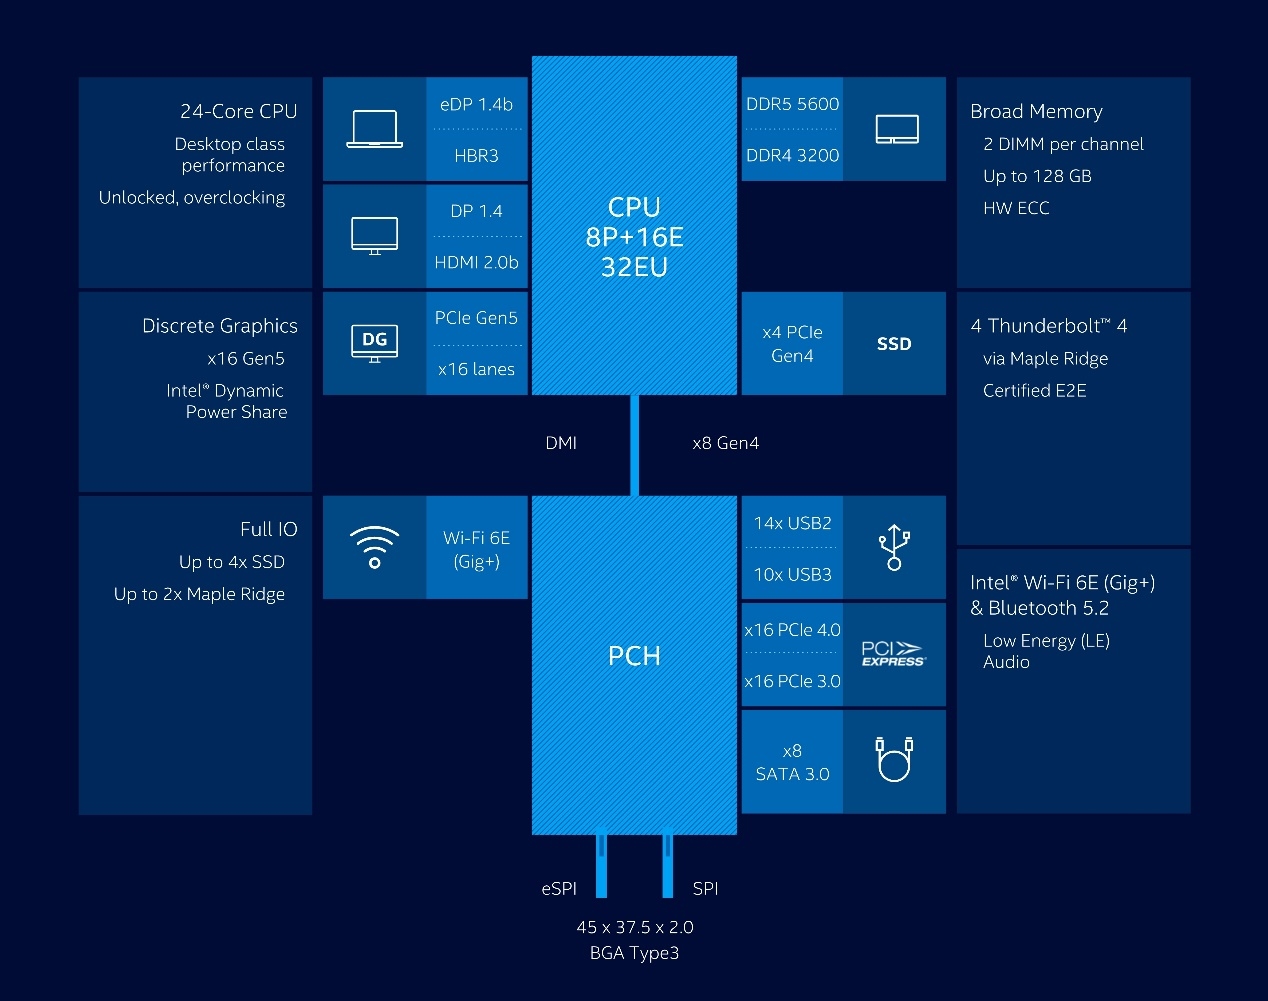 24-Core CPU
Desktop class
performance
Unlocked, overclocking
Discrete Graphics
x16 Gen5
Intel® Dynamic
Power Share
Full IO
Up to 4x SSD
Up to 2x Maple Ridge
eDP 1.4b
HBR3
DP 1.4
HDMI 2.0b
DG
PCIe Gen5
x16 lanes
Wi-Fi 6E
(Gig+)
CPU
8P+16E
32EU
DMI
x8 Gen4
PCH
eSPI
SPI
45 x 37.5 x 2.0
BGA Type3
DDR5 5600
DDR4 3200
x4 PCIe
Gen4
SSD
14x USB2
10x USB3
x16 PCIe 4.0
x16 PCIe 3.0
PCI
EXPRESS®
x8
SATA 3.0
Broad Memory
2 DIMM per channel
Up to 128 GB
HW ECC
4 Thunderbolt™ 4
via Maple Ridge
Certified E2E
Intel® Wi-Fi 6E (Gig+)
& Bluetooth 5.2
Low Energy (LE)
Audio